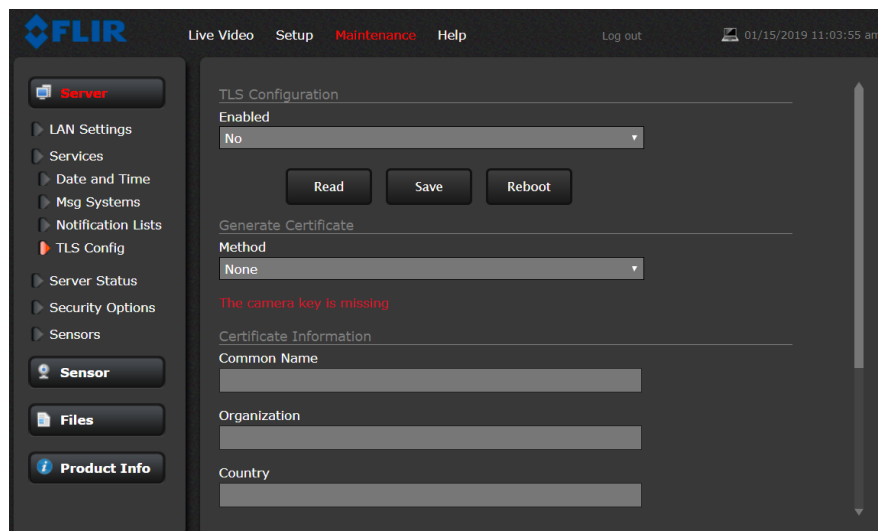 FLIR
Live Video Setup Maintenance Help Log out 01/15/2019 11:03:55 am
Server
LAN Settings
Services
Date and Time
Msg Systems
Notification Lists
TLS Config
Server Status
Security Options
Sensors
Sensor
Files
Product Info
TLS Configuration
Enabled
No
Read Save Reboot
Generate Certificate
Method
None
The camera key is missing
Certificate Information
Common Name
Organization
Country